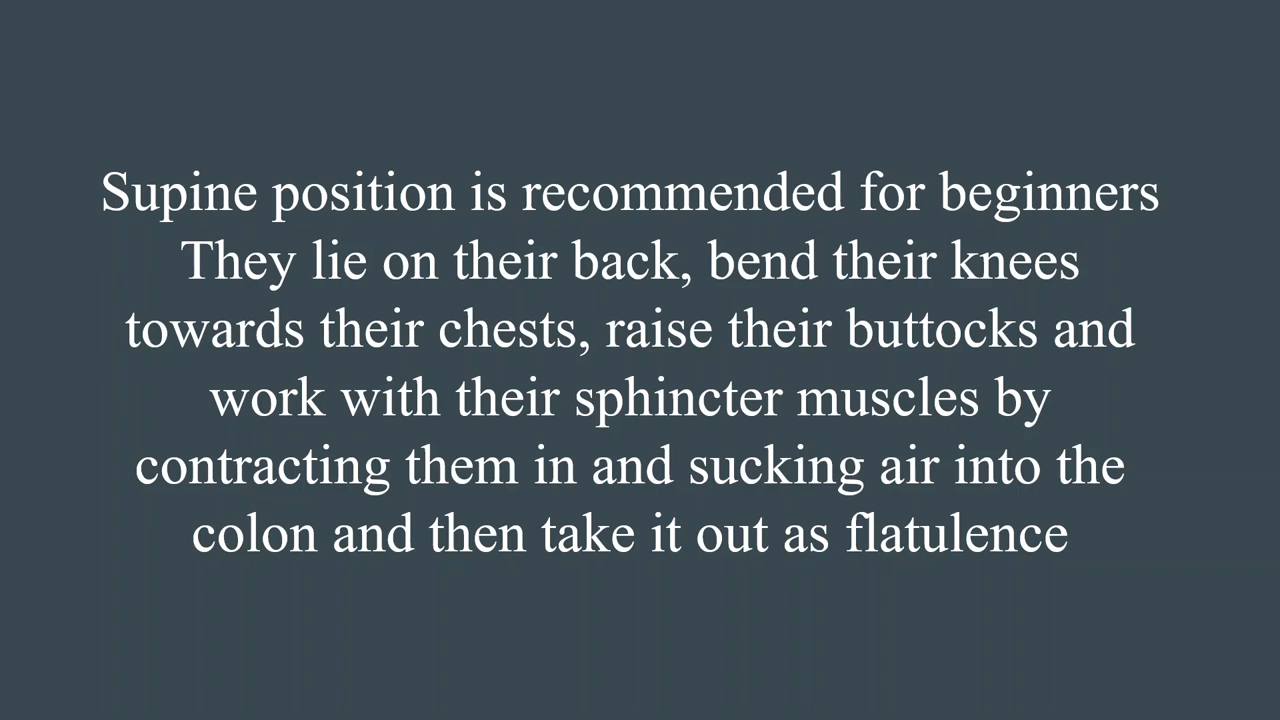 Supine position is recommended for beginners
They lie on their back, bend their knees
towards their chests, raise their buttocks and
work with their sphincter muscles by
contracting them in and sucking air into the
colon and then take it out as flatulence